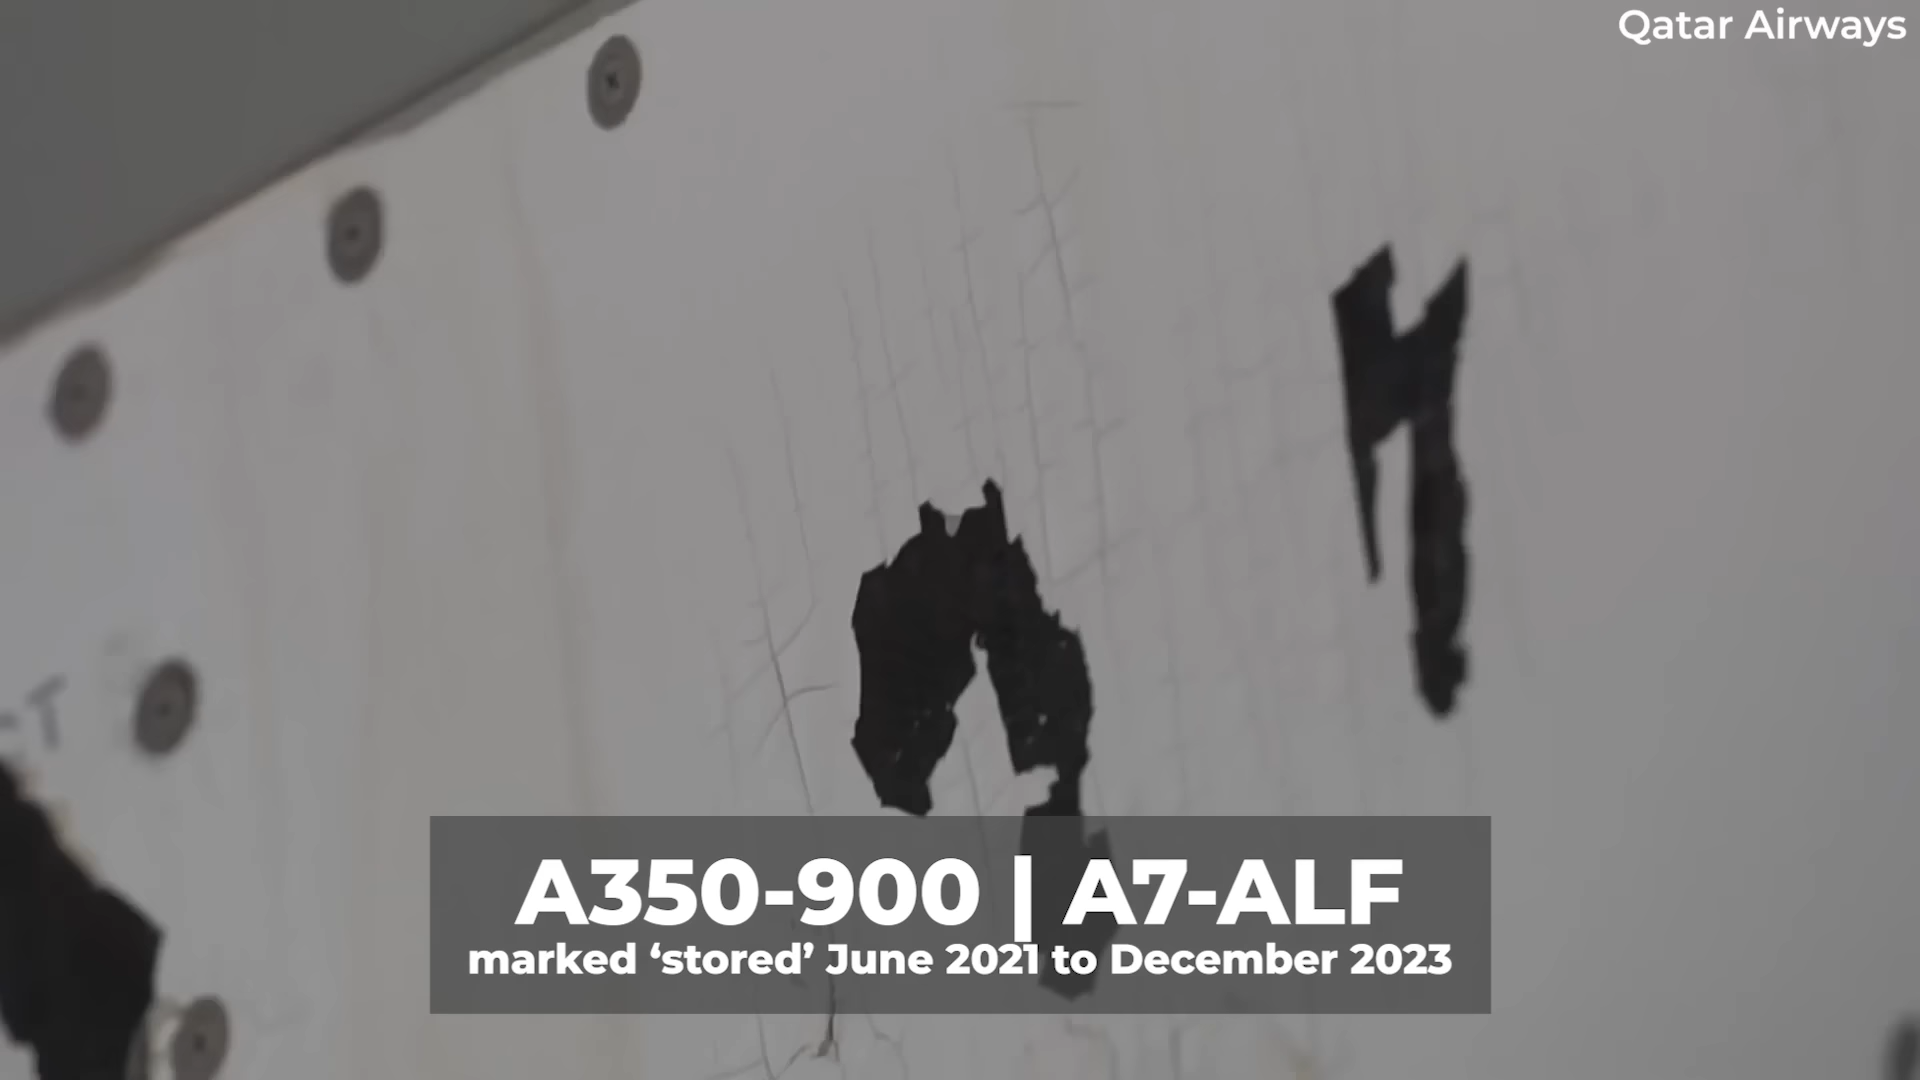 Qatar Airways
A350-900 | A7-ALF
marked ‘stored’ June 2021 to December 2023